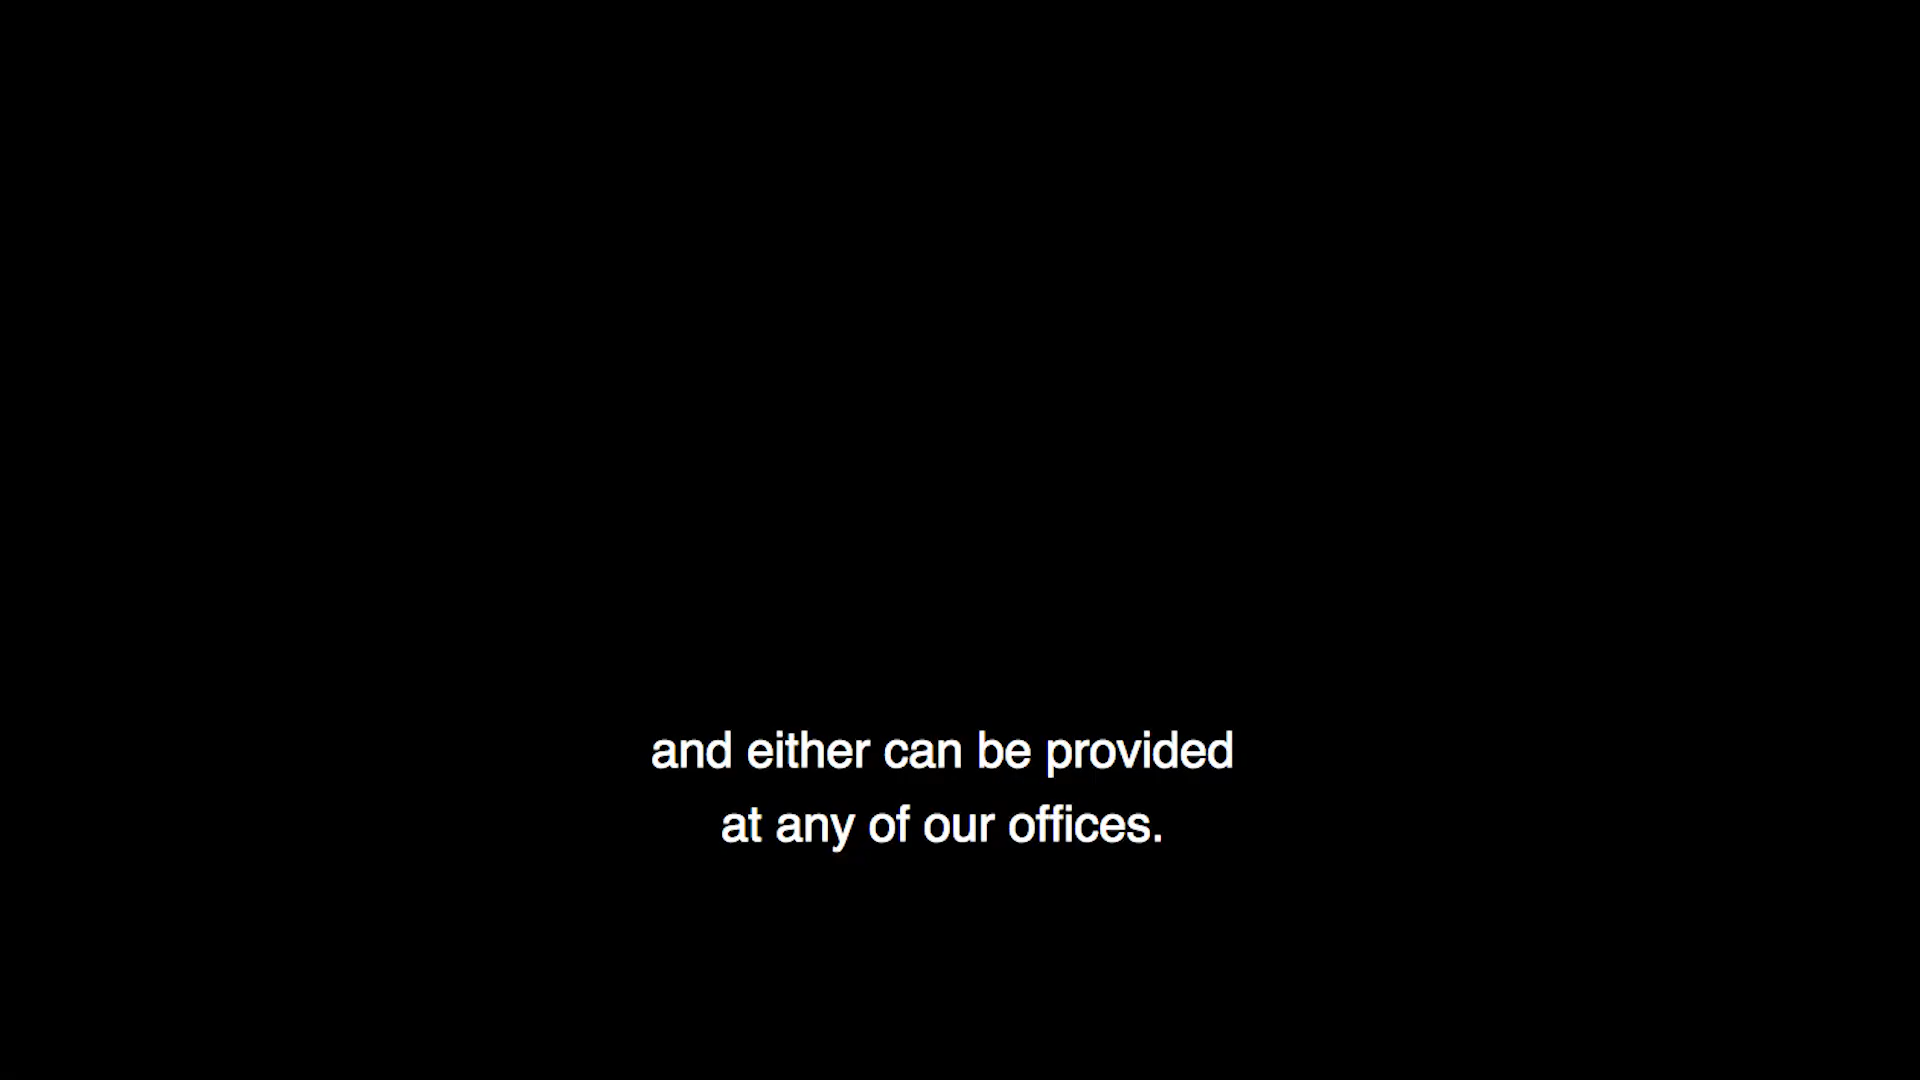 and either can be provided
at any of our offices.